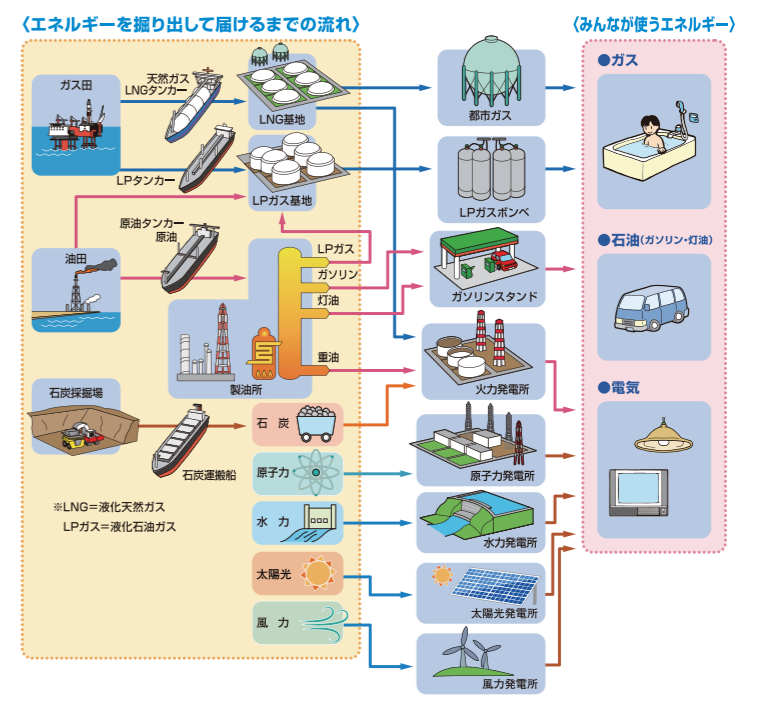 〈エネルギーを掘り出して届けるまでの流れ〉
〈みんなが使うエネルギー〉
ガス田
天然ガス
LNGタンカー
LNG基地
都市ガス
●ガス
LPタンカー
LPガス基地
LPガスボンベ
原油タンカー
原油
油田
LPガス
ガソリン
灯油
重油
製油所
ガソリンスタンド
●石油(ガソリン・灯油)
火力発電所
●電気
石炭採掘場
石炭運搬船
石 炭
原子力
原子力発電所
※LNG＝液化天然ガス
LPガス＝液化石油ガス
水 力
水力発電所
太陽光
太陽光発電所
風 力
風力発電所